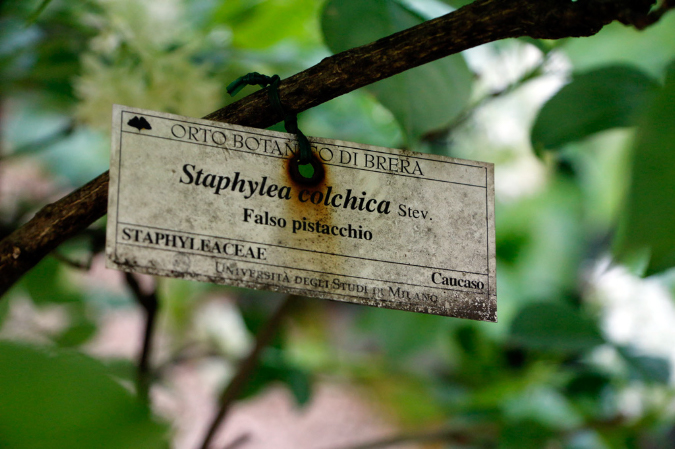 ORTO BOTANICO DI BRERA
Staphylea colchica Stev.
Falso pistacchio
STAPHYLEACEAE
Caucaso
UNIVERSITÀ DEGLI STUDI DI MILANO